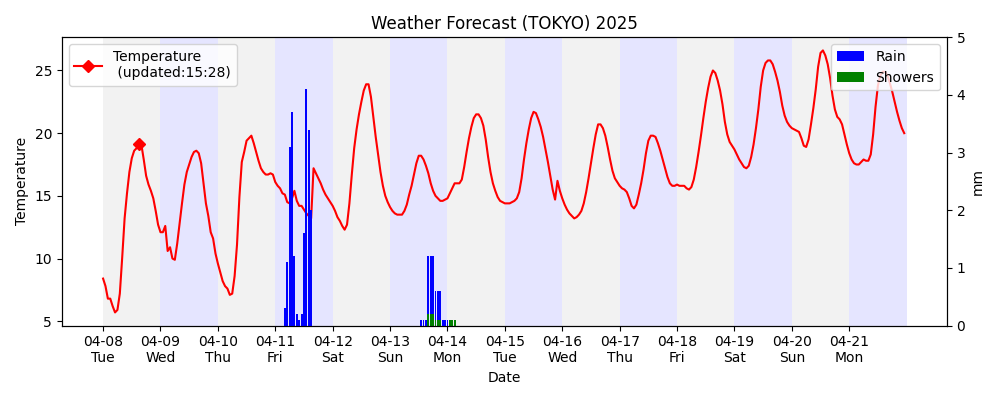 Weather Forecast (TOKYO) 2025
Temperature
(updated:15:28)
Rain
Showers
Temperature
25
20
15
10
5
5
4
3
2
1
0
mm
04-08 04-09 04-10 04-11 04-12 04-13 04-14 04-15 04-16 04-17 04-18 04-19 04-20 04-21
Tue Wed Thu Fri Sat Sun Mon Tue Wed Thu Fri Sat Sun Mon
Date